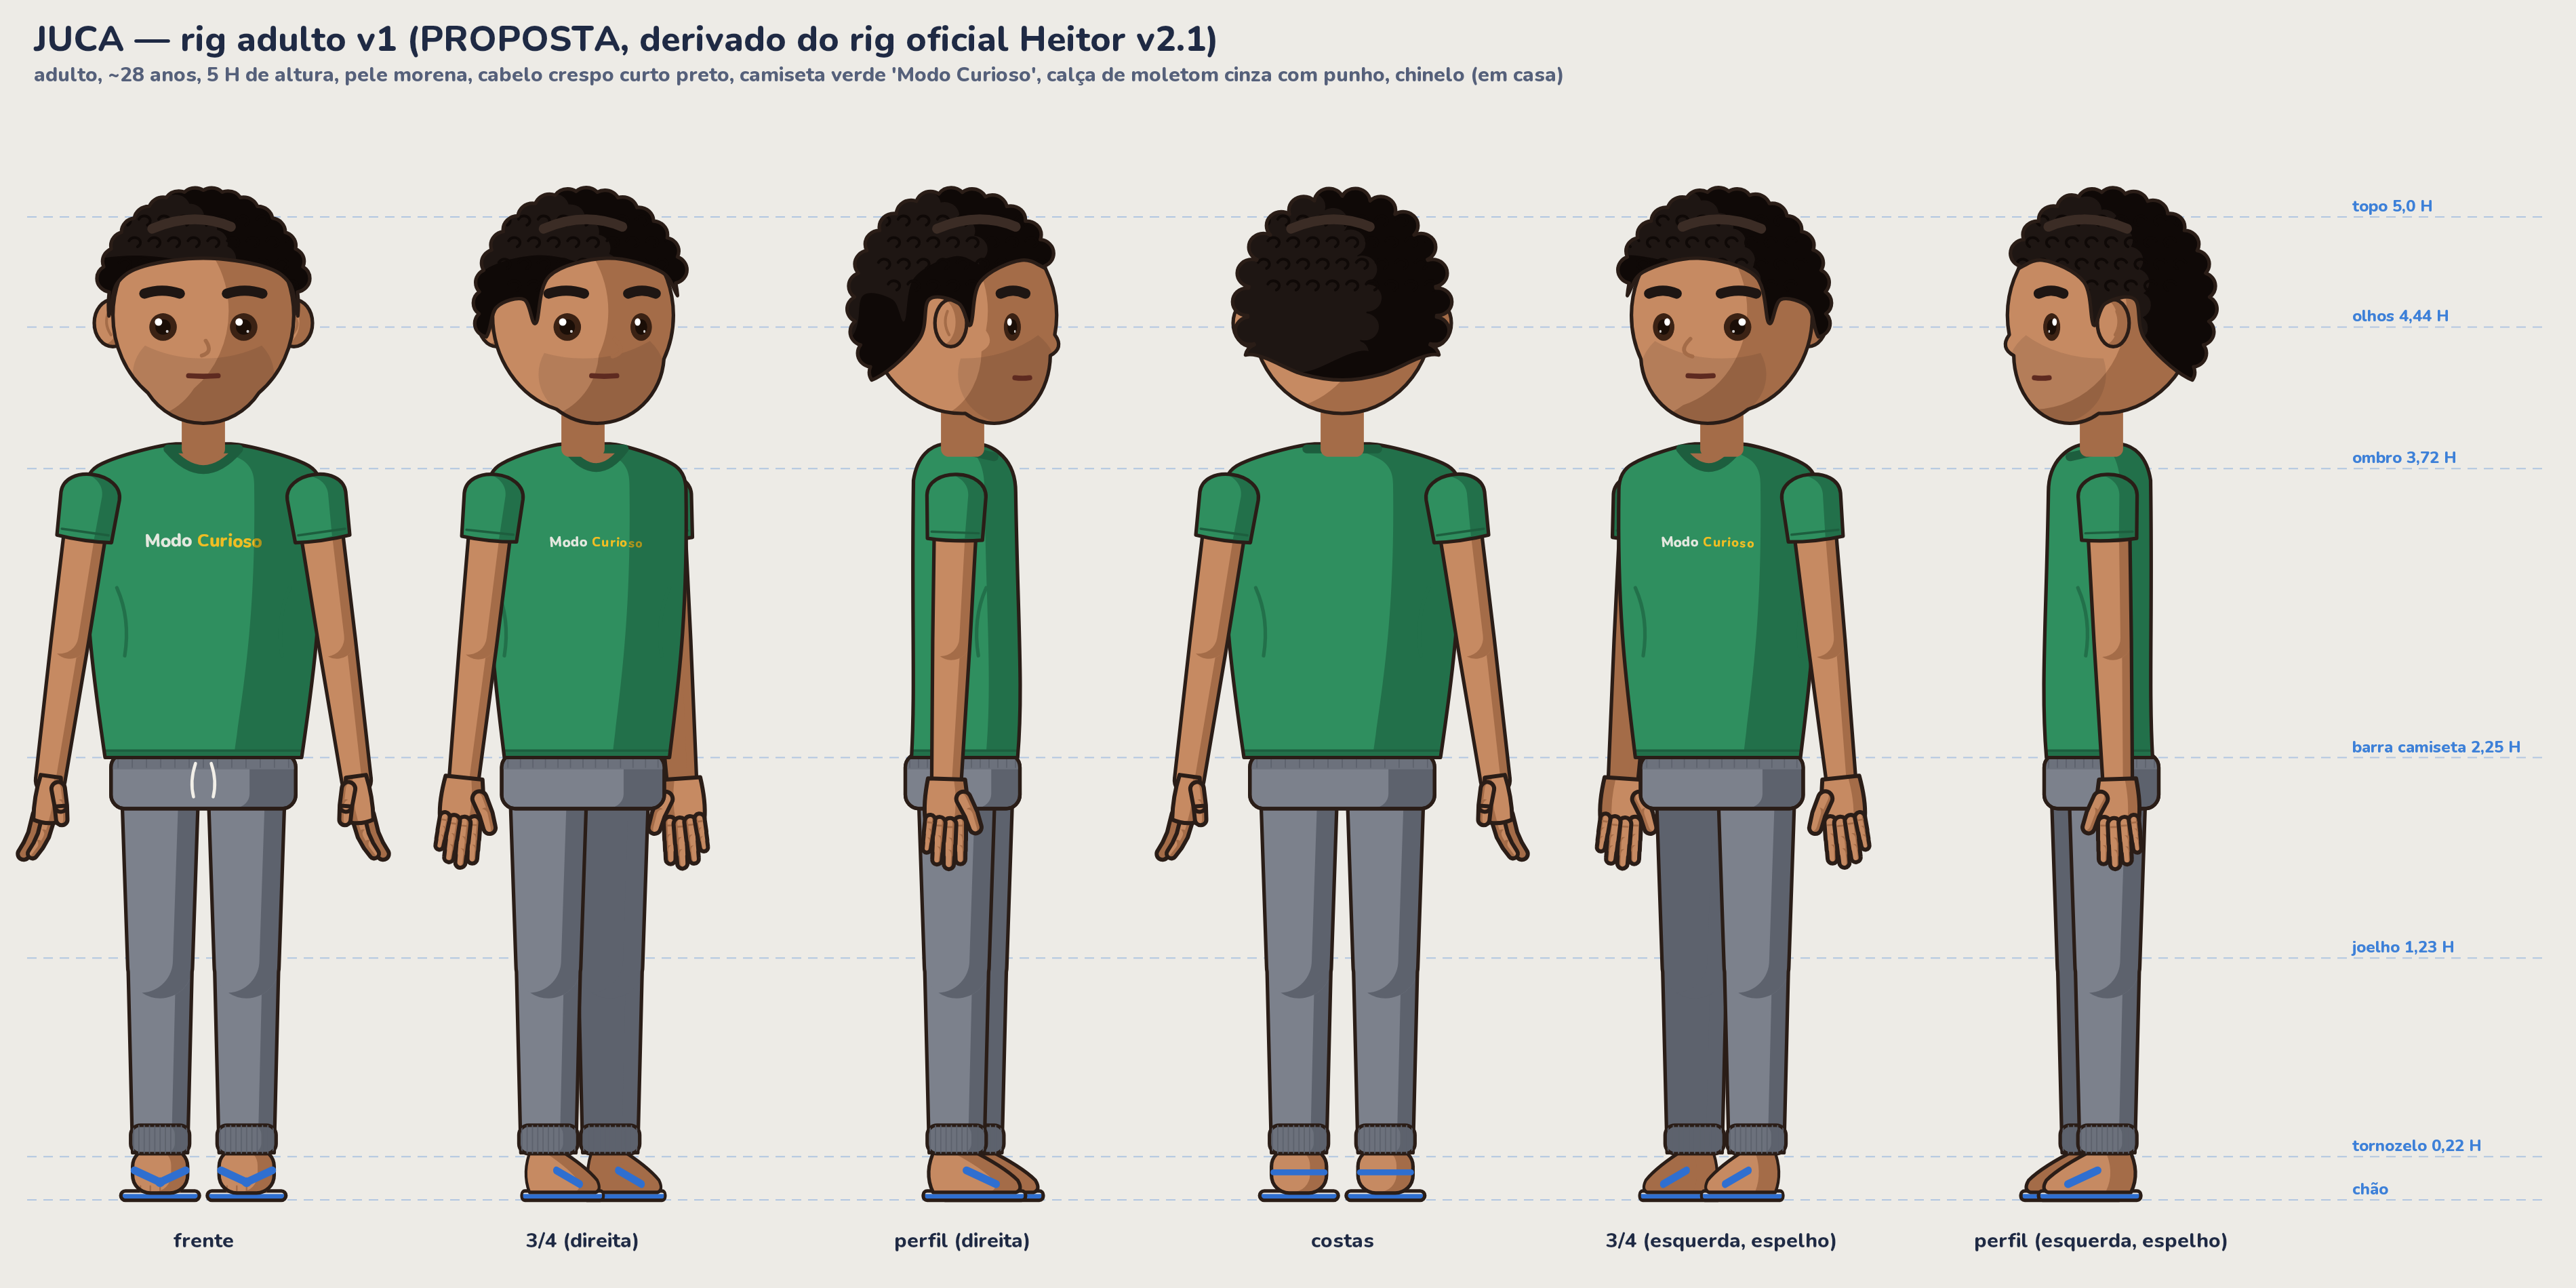 JUCA — rig adulto v1 (PROPOSTA, derivado do rig oficial Heitor v2.1)
adulto, ~28 anos, 5 H de altura, pele morena, cabelo crespo curto preto, camiseta verde 'Modo Curioso', calça de moletom cinza com punho, chinelo (em casa)
topo 5,0 H
olhos 4,44 H
ombro 3,72 H
Modo Curioso
Modo Curioso
Modo Curioso
barra camiseta 2,25 H
joelho 1,23 H
tornozelo 0,22 H
chão
frente
3/4 (direita)
perfil (direita)
costas
3/4 (esquerda, espelho)
perfil (esquerda, espelho)